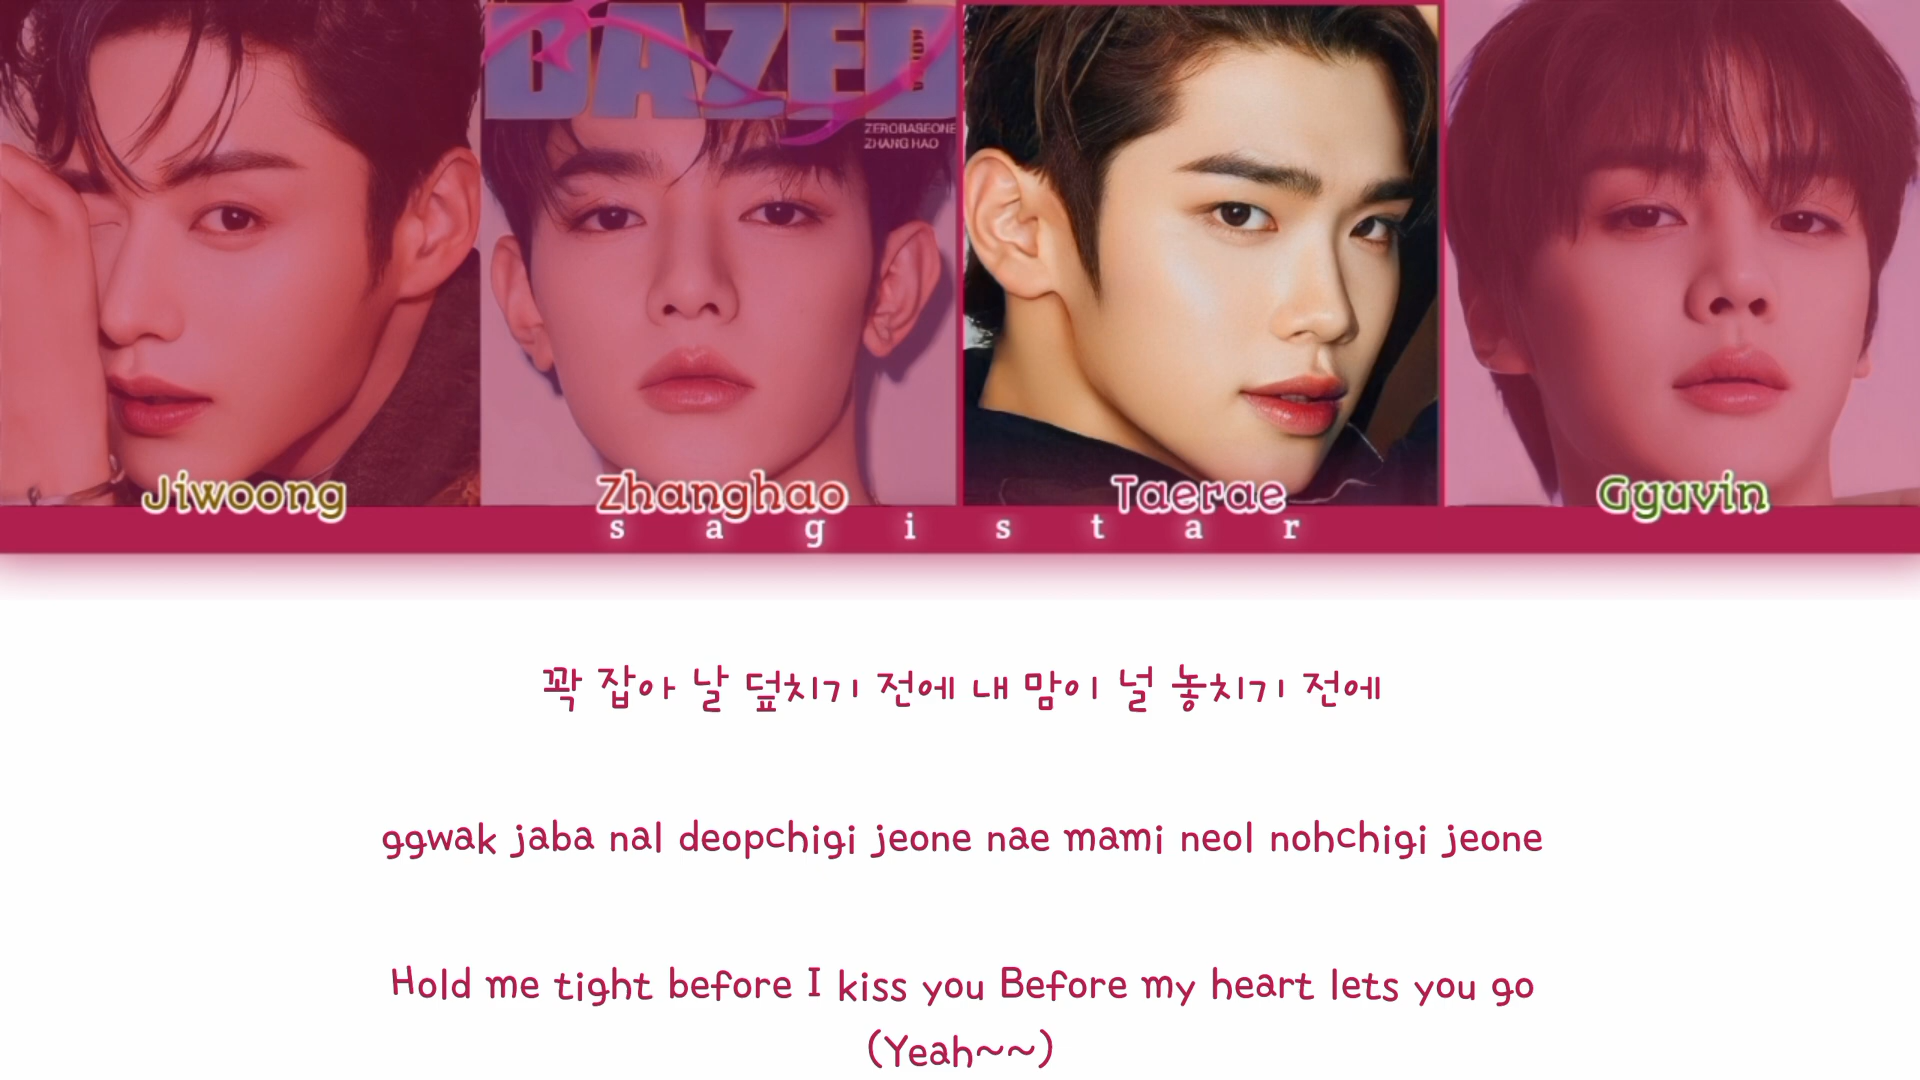 DAZED
KOREA
ZEROBASEONE
ZHANG HAO
Jiwoong
Zhanghao
Taerae
Gyuvin
sagistar
꽉 잡아 날 덮치기 전에 내 맘이 널 놓치기 전에
ggwak jaba nal deopchigi jeone nae mami neol nohchigi jeone
Hold me tight before I kiss you Before my heart lets you go
(Yeah~~)